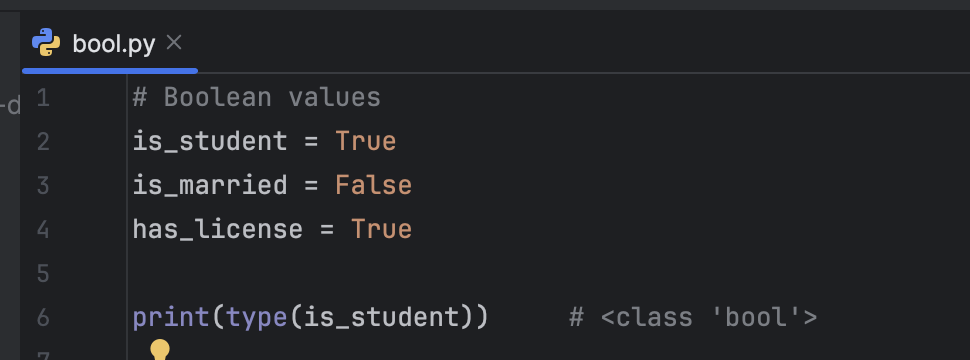 bool.py
-d
1 # Boolean values
2 is_student = True
3 is_married = False
4 has_license = True
5
6 print(type(is_student))     # <class 'bool'>
7